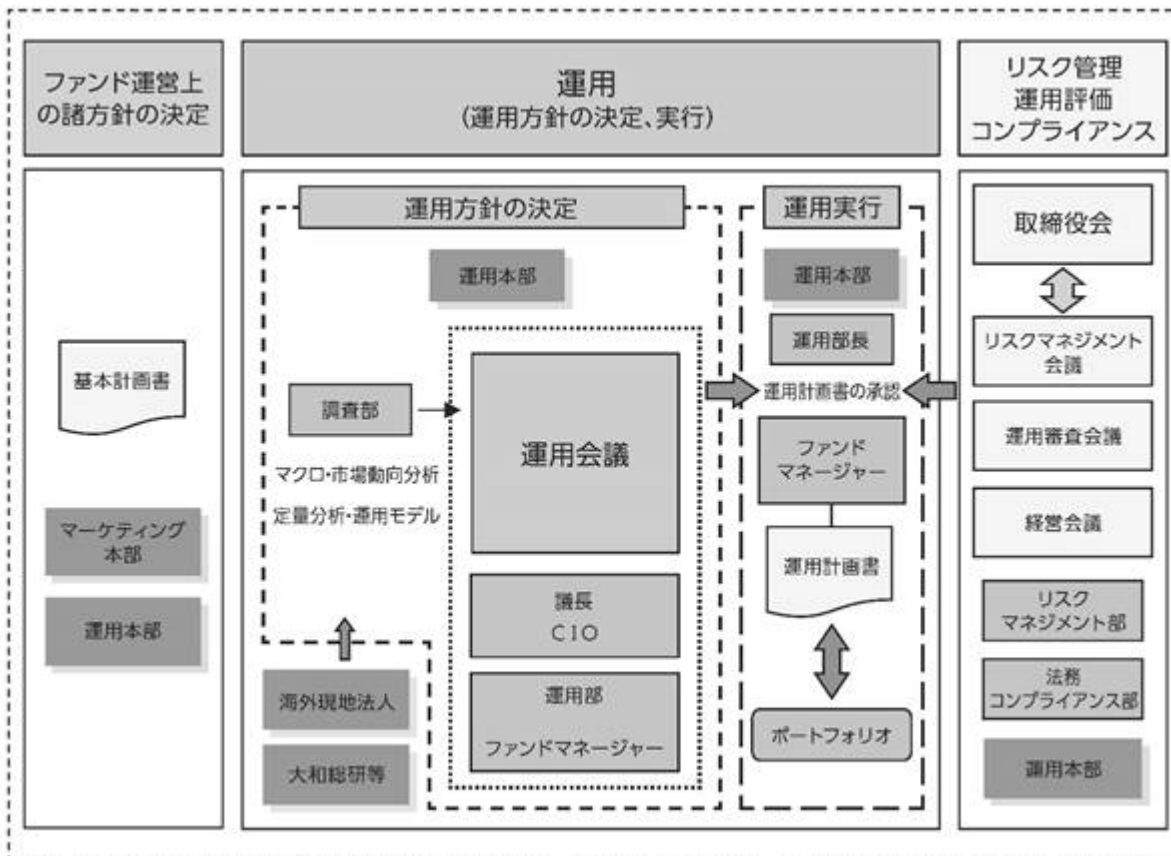 ファンド運営上
の諸方針の決定
運用
(運用方針の決定、実行)
リスク管理
運用評価
コンプライアンス
基本計画書
マーケティング
本部
運用本部
運用方針の決定
運用本部
調査部
マクロ・市場動向分析
定量分析・運用モデル
運用会議
議長
CIO
運用部
ファンドマネージャー
海外現地法人
大和総研等
運用実行
運用本部
運用部長
運用計画書の承認
ファンド
マネージャー
運用計画書
ポートフォリオ
取締役会
リスクマネジメント
会議
運用審査会議
経営会議
リスク
マネジメント部
法務
コンプライアンス部
運用本部